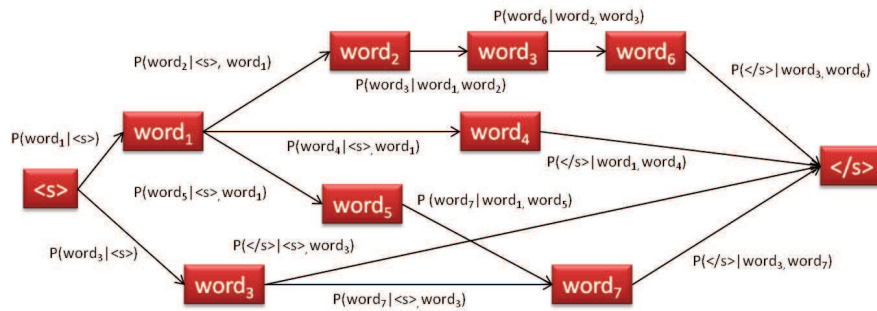 P(word₆|word₂,word₃)
word₂
word₃
word₆
P(word₂|<s>, word₁)
P(</s>|word₃,
word₆)
P(word₃|word₁,word₂)
P(word₁|<s>)
word₁
word₄
P(word₄|<s>,word₁)
P(</s>|word₁,word₄)
<s>
</s>
P(word₅|<s>,word₁)
word₅
P (word₇|word₁,word₅)
P(word₃|<s>)
P(</s>|<s>,word₃)
P(</s>|word₃,word₇)
word₃
word₇
P(word₇|<s>,word₃)